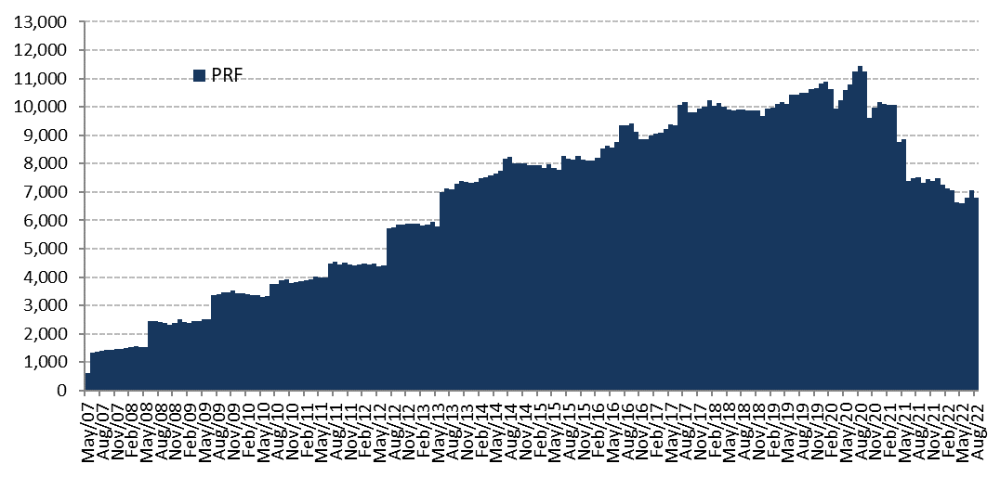 13,000
12,000
11,000
10,000
9,000
8,000
7,000
6,000
5,000
4,000
3,000
2,000
1,000
0
PRF
May/07
Aug/07
Nov/07
Feb/08
May/08
Aug/08
Nov/08
Feb/09
May/09
Aug/09
Nov/09
Feb/10
May/10
Aug/10
Nov/10
Feb/11
May/11
Aug/11
Nov/11
Feb/12
May/12
Aug/12
Nov/12
Feb/13
May/13
Aug/13
Nov/13
Feb/14
May/14
Aug/14
Nov/14
Feb/15
May/15
Aug/15
Nov/15
Feb/16
May/16
Aug/16
Nov/16
Feb/17
May/17
Aug/17
Nov/17
Feb/18
May/18
Aug/18
Nov/18
Feb/19
May/19
Aug/19
Nov/19
Feb/20
May/20
Aug/20
Nov/20
Feb/21
May/21
Aug/21
Nov/21
Feb/22
May/22
Aug/22